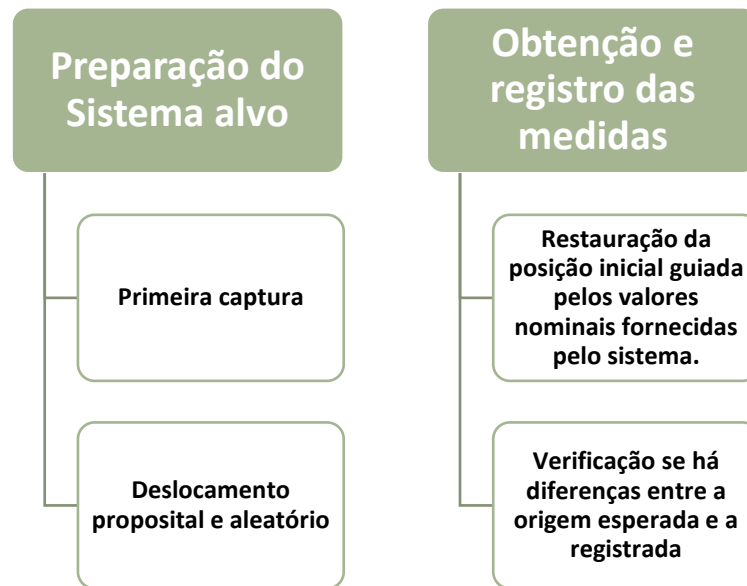 Preparação do
Sistema alvo
Primeira captura
Deslocamento
proposital e aleatório
Obtenção e
registro das
medidas
Restauração da
posição inicial guiada
pelos valores
nominais fornecidas
pelo sistema.
Verificação se há
diferenças entre a
origem esperada e a
registrada